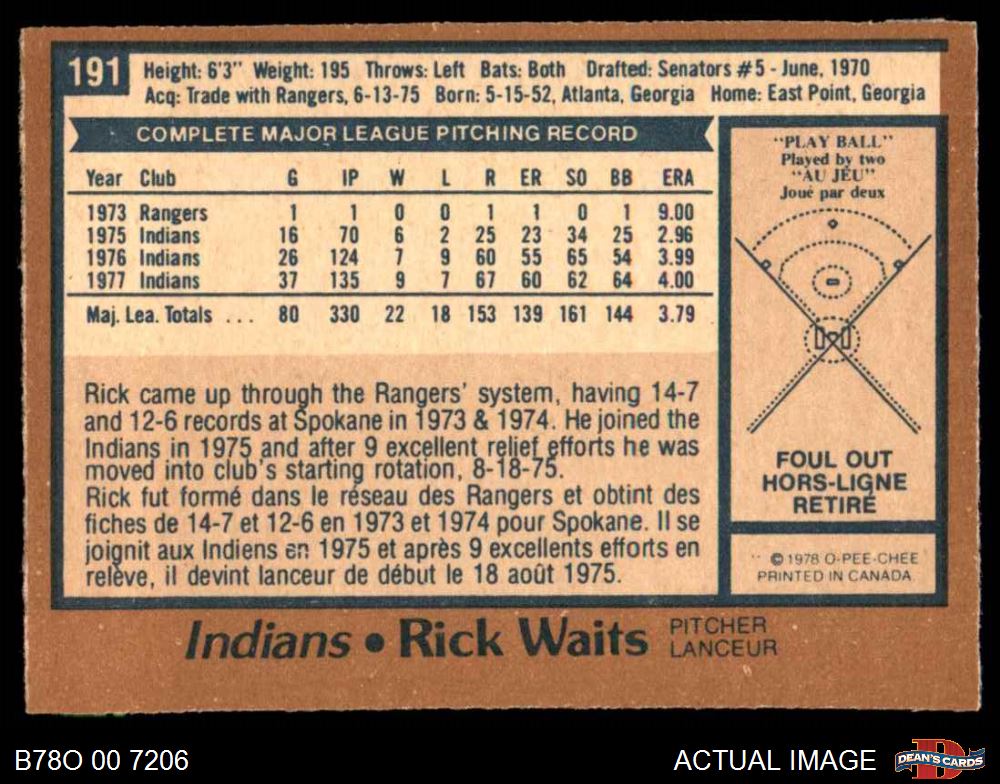 191
Height: 6'3" Weight: 195 Throws: Left Bats: Both Drafted: Senators #5 - June, 1970
Acq: Trade with Rangers, 6-13-75 Born: 5-15-52, Atlanta, Georgia Home: East Point, Georgia
COMPLETE MAJOR LEAGUE PITCHING RECORD
Year Club G IP W L R ER SO BB ERA
1973 Rangers 1 1 0 0 1 1 0 1 9.00
1975 Indians 16 70 6 2 25 23 34 25 2.96
1976 Indians 26 124 7 9 60 55 65 54 3.99
1977 Indians 37 135 9 7 67 60 62 64 4.00
Maj. Lea. Totals ... 80 330 22 18 153 139 161 144 3.79
Rick came up through the Rangers' system, having 14-7
and 12-6 records at Spokane in 1973 & 1974. He joined the
Indians in 1975 and after 9 excellent relief efforts he was
moved into club's starting rotation, 8-18-75.
Rick fut formé dans le réseau des Rangers et obtint des
fiches de 14-7 et 12-6 en 1973 et 1974 pour Spokane. Il se
joignit aux Indiens en 1975 et après 9 excellents efforts en
relève, il devint lanceur de début le 18 août 1975.
"PLAY BALL"
Played by two
"AU JEU"
Joué par deux
FOUL OUT
HORS-LIGNE
RETIRÉ
© 1978 O-PEE-CHEE
PRINTED IN CANADA
Indians • Rick Waits PITCHER
LANCEUR
B78O 00 7206
ACTUAL IMAGE
D
DEAN'S CARDS